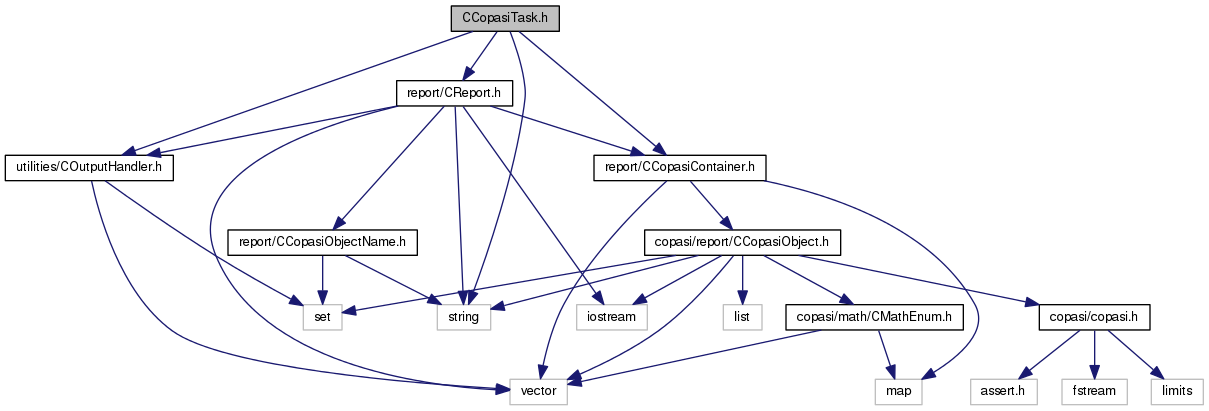 CCopasiTask.h
report/CReport.h
utilities/COutputHandler.h
report/CCopasiContainer.h
report/CCopasiObjectName.h
copasi/report/CCopasiObject.h
set
string
iostream
list
copasi/math/CMathEnum.h
copasi/copasi.h
vector
map
assert.h
fstream
limits